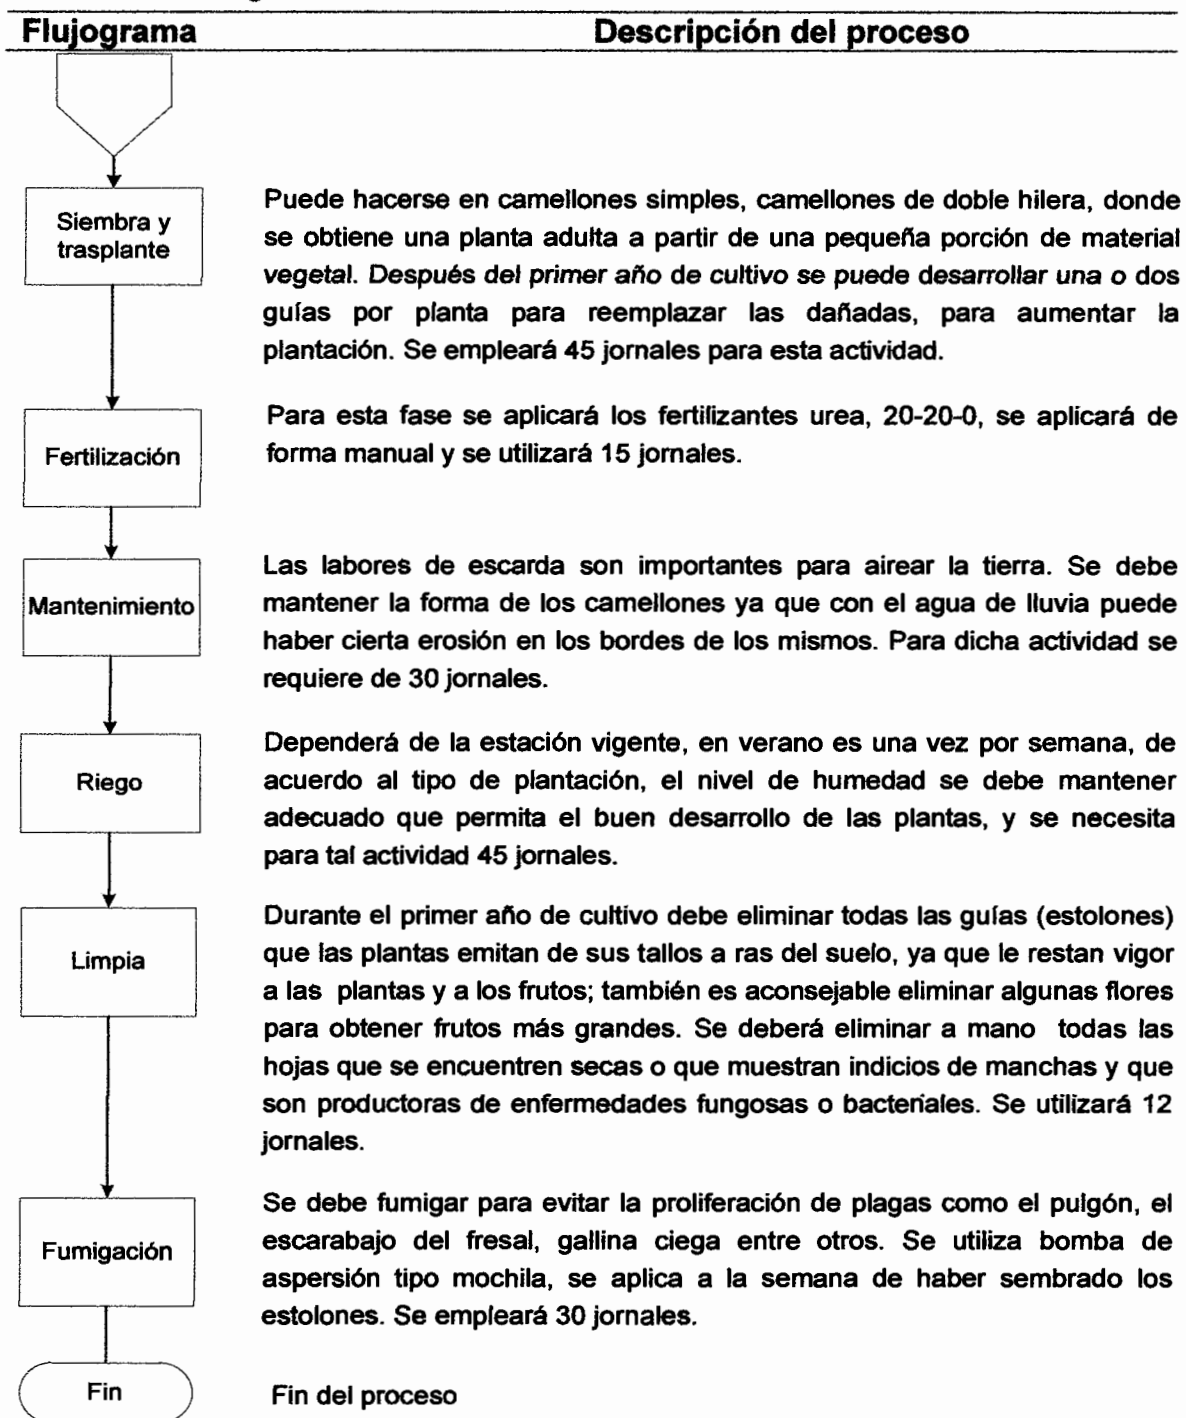 Flujograma Descripción del proceso
Siembra y
trasplante
Puede hacerse en camellones simples, camellones de doble hilera, donde
se obtiene una planta adulta a partir de una pequeña porción de material
vegetal. Después del primer año de cultivo se puede desarrollar una o dos
guías por planta para reemplazar las dañadas, para aumentar la
plantación. Se empleará 45 jornales para esta actividad.
Fertilización
Para esta fase se aplicará los fertilizantes urea, 20-20-0, se aplicará de
forma manual y se utilizará 15 jornales.
Mantenimiento
Las labores de escarda son importantes para airear la tierra. Se debe
mantener la forma de los camellones ya que con el agua de lluvia puede
haber cierta erosión en los bordes de los mismos. Para dicha actividad se
requiere de 30 jornales.
Riego
Dependerá de la estación vigente, en verano es una vez por semana, de
acuerdo al tipo de plantación, el nivel de humedad se debe mantener
adecuado que permita el buen desarrollo de las plantas, y se necesita
para tal actividad 45 jornales.
Limpia
Durante el primer año de cultivo debe eliminar todas las guías (estolones)
que las plantas emitan de sus tallos a ras del suelo, ya que le restan vigor
a las plantas y a los frutos; también es aconsejable eliminar algunas flores
para obtener frutos más grandes. Se deberá eliminar a mano todas las
hojas que se encuentren secas o que muestran indicios de manchas y que
son productoras de enfermedades fungosas o bacteriales. Se utilizará 12
jornales.
Fumigación
Se debe fumigar para evitar la proliferación de plagas como el pulgón, el
escarabajo del fresal, gallina ciega entre otros. Se utiliza bomba de
aspersión tipo mochila, se aplica a la semana de haber sembrado los
estolones. Se empleará 30 jornales.
Fin
Fin del proceso